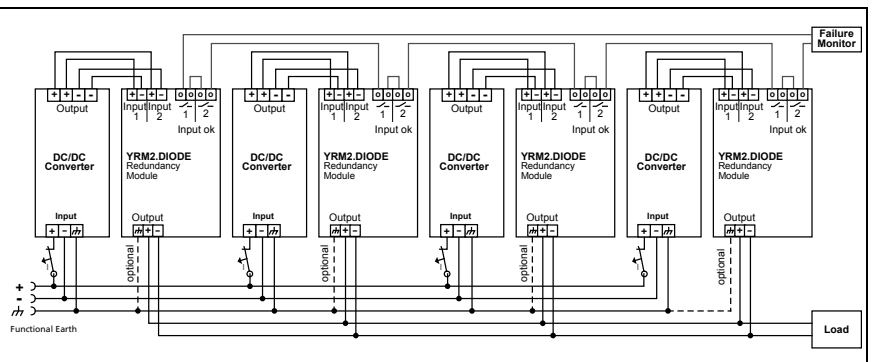 Failure
Monitor
+ + - -
+ - + -
o o o o
+ + - -
+ - + -
o o o o
+ + - -
+ - + -
o o o o
+ + - -
+ - + -
o o o o
Output
Input Input
1 2
1 2
Input ok
DC/DC
Converter
YRM2.DIODE
Redundancy
Module
Input
+ -
Output
+ -
optional
Output
Input Input
1 2
1 2
Input ok
DC/DC
Converter
YRM2.DIODE
Redundancy
Module
Input
+ -
Output
+ -
optional
Output
Input Input
1 2
1 2
Input ok
DC/DC
Converter
YRM2.DIODE
Redundancy
Module
Input
+ -
Output
+ -
optional
Output
Input Input
1 2
1 2
Input ok
DC/DC
Converter
YRM2.DIODE
Redundancy
Module
Input
+ -
Output
+ -
optional
+
-
Functional Earth
Load